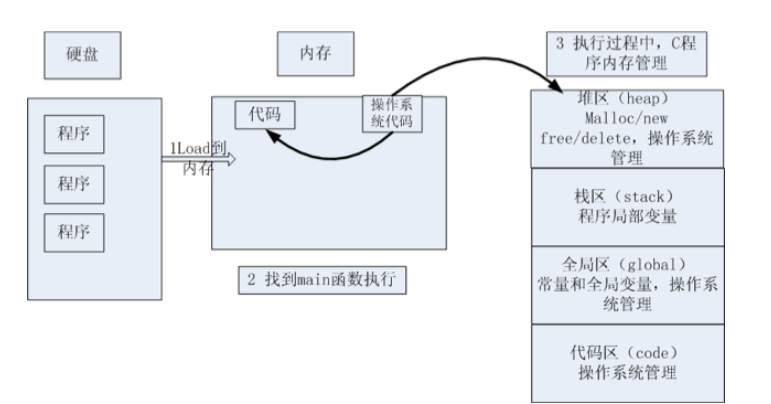 硬盘
内存
3 执行过程中，C程
序内存管理
程序
程序
程序
1Load到
内存
代码
操作系
统代码
2 找到main函数执行
堆区（heap）
Malloc/new
free/delete，操作系统
管理
栈区（stack）
程序局部变量
全局区（global）
常量和全局变量，操作系
统管理
代码区（code）
操作系统管理